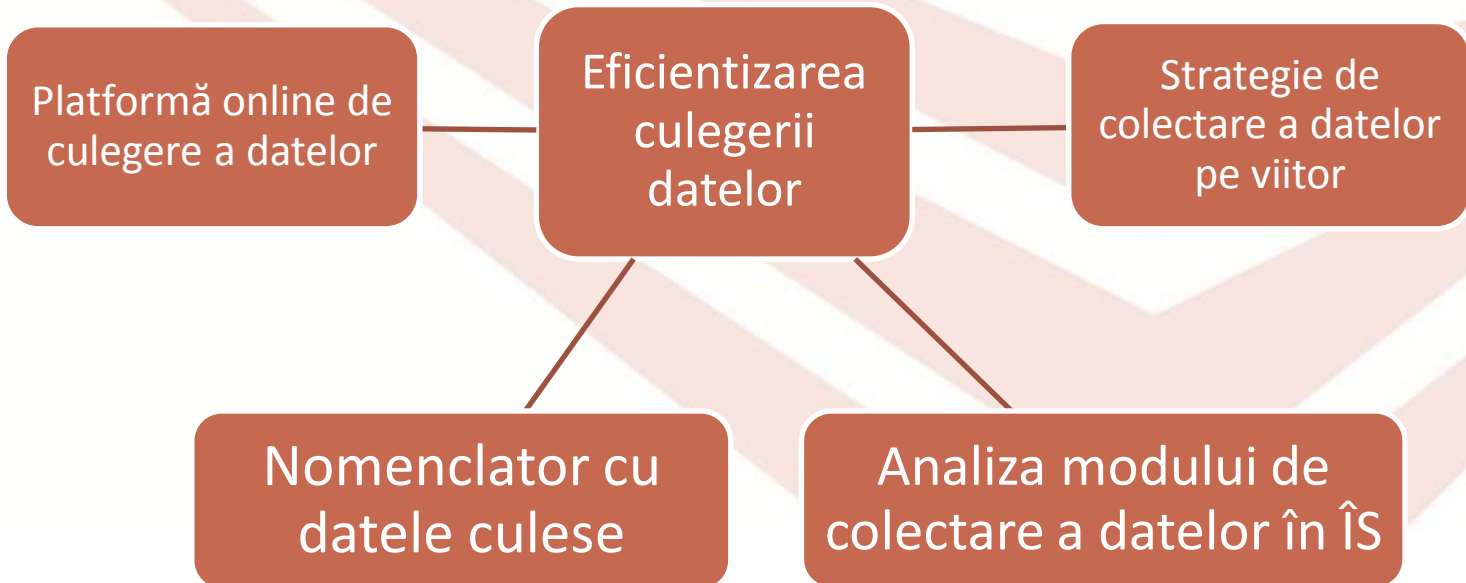 Platformă online de
culegere a datelor
Eficientizarea
culegerii
datelor
Strategie de
colectare a datelor
pe viitor
Nomenclator cu
datele culese
Analiza modului de
colectare a datelor în ÎS